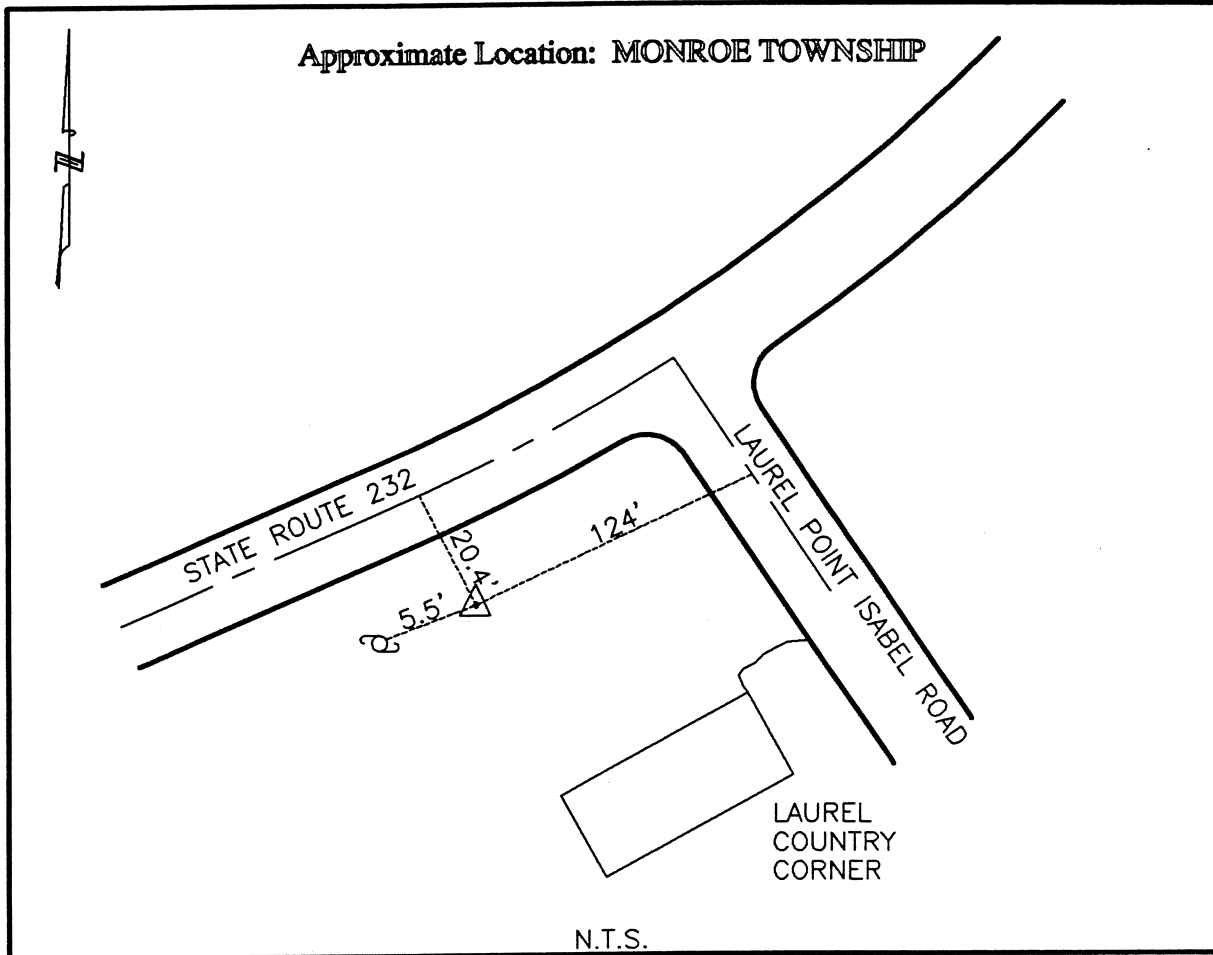 Approximate Location: MONROE TOWNSHIP
N
STATE ROUTE 232
LAUREL POINT ISABEL ROAD
124'
20.4'
5.5'
LAUREL
COUNTRY
CORNER
N.T.S.